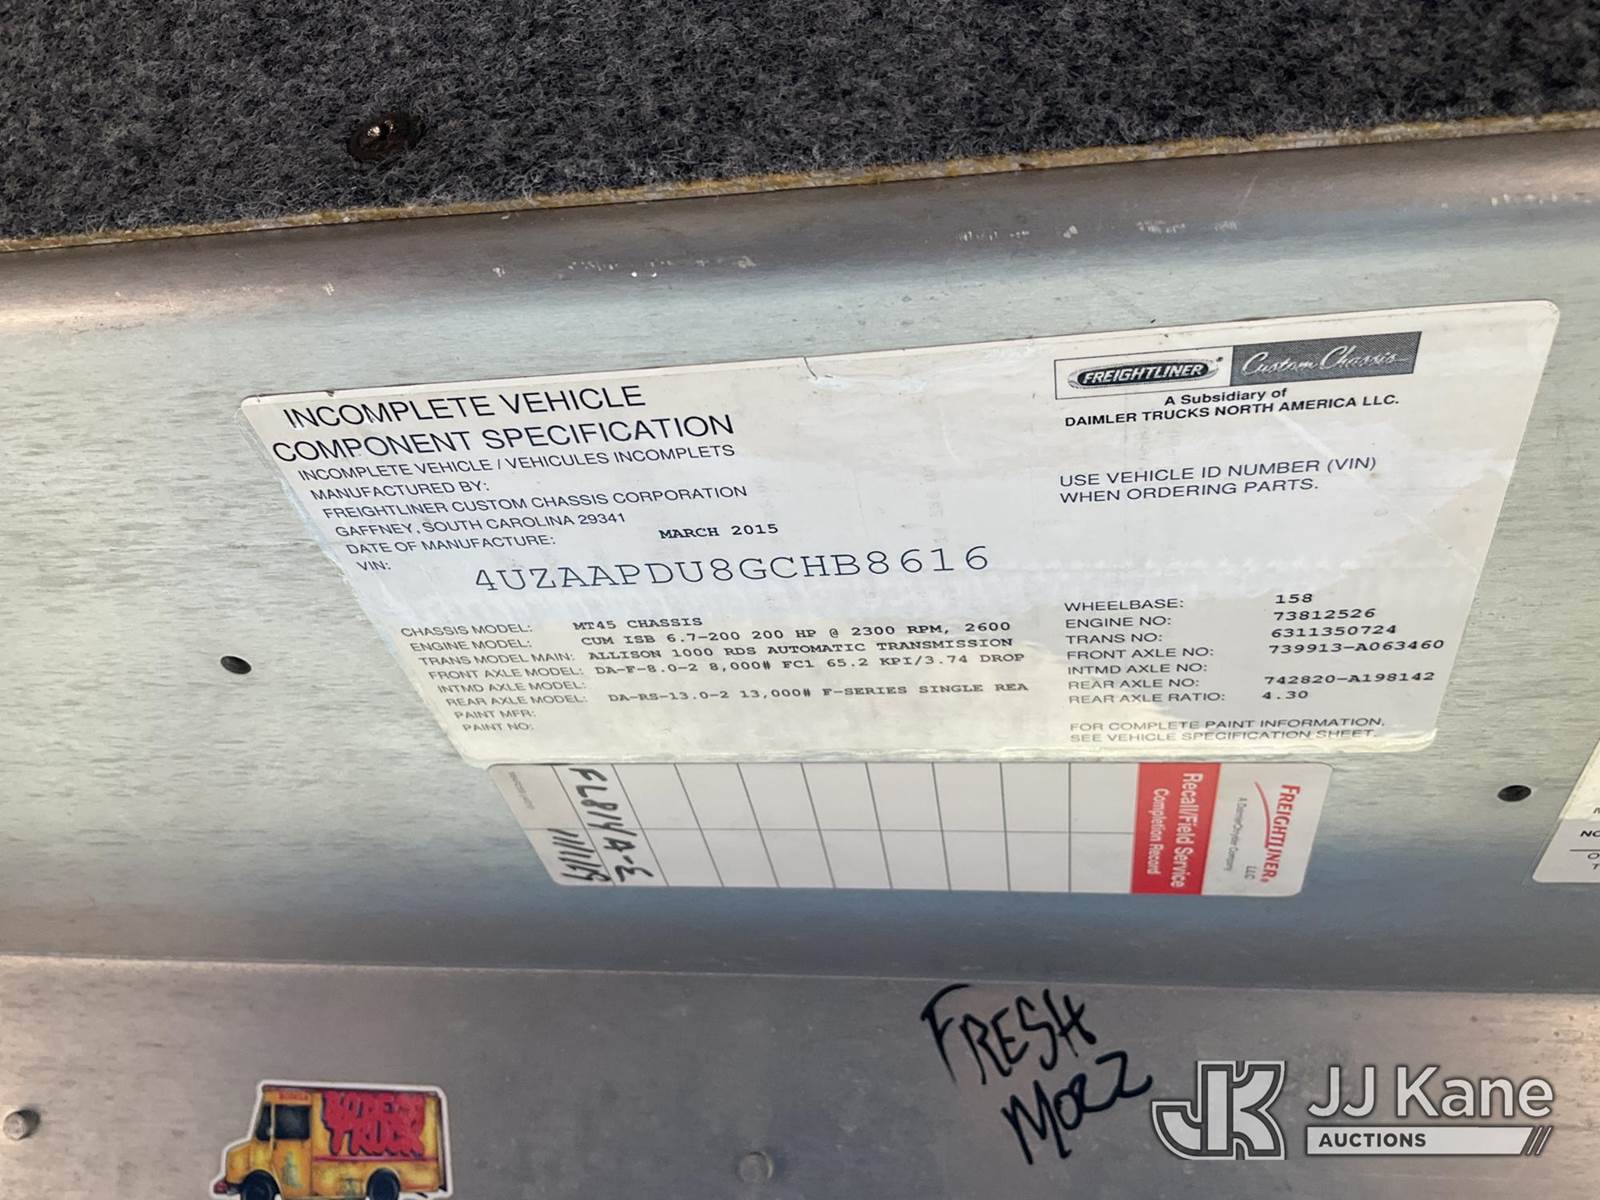 INCOMPLETE VEHICLE
COMPONENT SPECIFICATION
INCOMPLETE VEHICLE / VEHICULES INCOMPLETS
MANUFACTURED BY:
FREIGHTLINER CUSTOM CHASSIS CORPORATION
GAFFNEY, SOUTH CAROLINA 29341
DATE OF MANUFACTURE: MARCH 2015
VIN: 4UZAAPDU8GCHB8616
FREIGHTLINER Custom Chassis
A Subsidiary of
DAIMLER TRUCKS NORTH AMERICA LLC.
USE VEHICLE ID NUMBER (VIN)
WHEN ORDERING PARTS.
CHASSIS MODEL: MT45 CHASSIS
ENGINE MODEL: CUM ISB 6.7-200 200 HP @ 2300 RPM, 2600
TRANS MODEL MAIN: ALLISON 1000 RDS AUTOMATIC TRANSMISSION
FRONT AXLE MODEL: DA-F-8.0-2 8,000# FC1 65.2 KPI/3.74 DROP
INTMD AXLE MODEL:
REAR AXLE MODEL: DA-RS-13.0-2 13,000# F-SERIES SINGLE REA
PAINT MFR:
PAINT NO:
WHEELBASE: 158
ENGINE NO: 73812526
TRANS NO: 6311350724
FRONT AXLE NO: 739913-A063460
INTMD AXLE NO:
REAR AXLE NO: 742820-A198142
REAR AXLE RATIO: 4.30
FOR COMPLETE PAINT INFORMATION,
SEE VEHICLE SPECIFICATION SHEET.
FREIGHTLINER LLC
A DaimlerChrysler Company
Recall/Field Service
Completion Record
FL814A-E
FRESH
MOZZ
BODEGA
TRUCK
JJ Kane
AUCTIONS